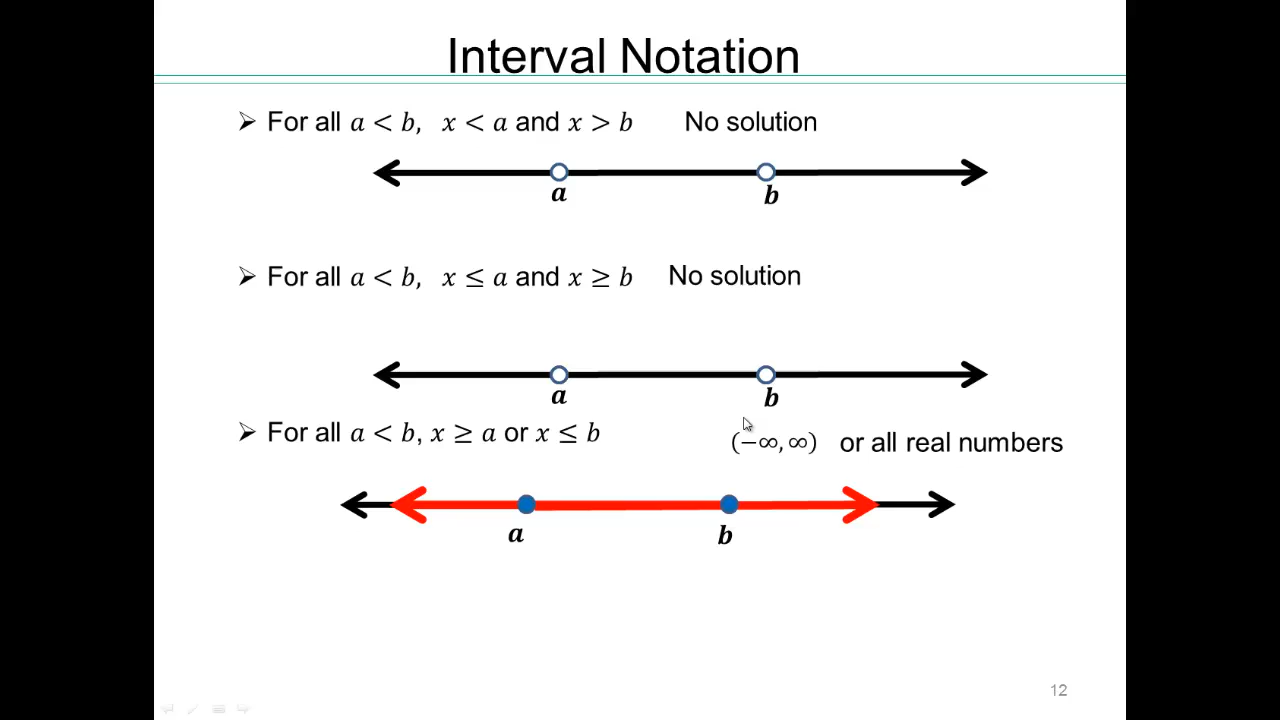 Interval Notation
➢ For all 𝑎 < 𝑏, 𝑥 < 𝑎 and 𝑥 > 𝑏 No solution
𝒂 𝒃
➢ For all 𝑎 < 𝑏, 𝑥 ≤ 𝑎 and 𝑥 ≥ 𝑏 No solution
𝒂 𝒃
➢ For all 𝑎 < 𝑏, 𝑥 ≥ 𝑎 or 𝑥 ≤ 𝑏 (−∞, ∞) or all real numbers
𝒂 𝒃
12